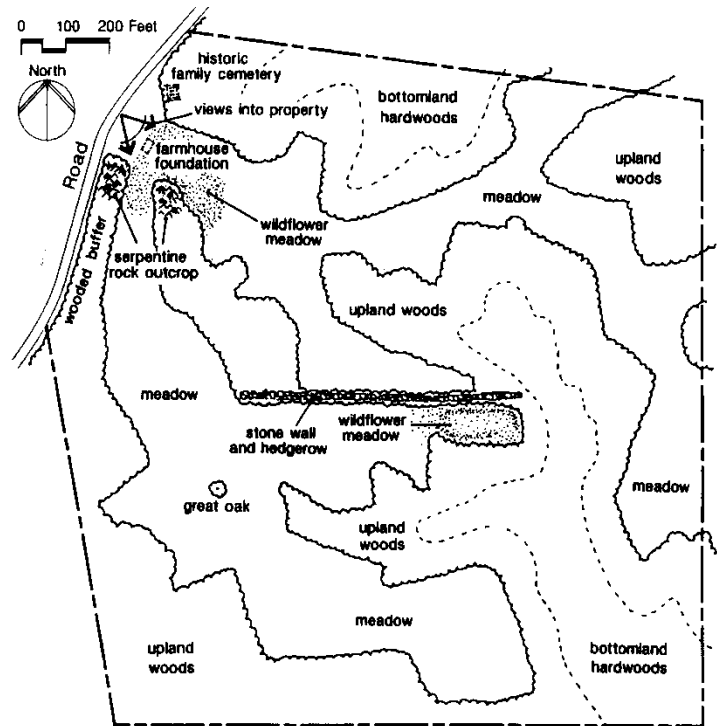 0 100 200 Feet
North
historic
family cemetery
views into property
bottomland
hardwoods
upland
woods
farmhouse
foundation
Road
meadow
wildflower
meadow
serpentine
rock outcrop
wooded buffer
upland woods
meadow
stone wall
and hedgerow
wildflower
meadow
meadow
great oak
upland
woods
meadow
upland
woods
bottomland
hardwoods